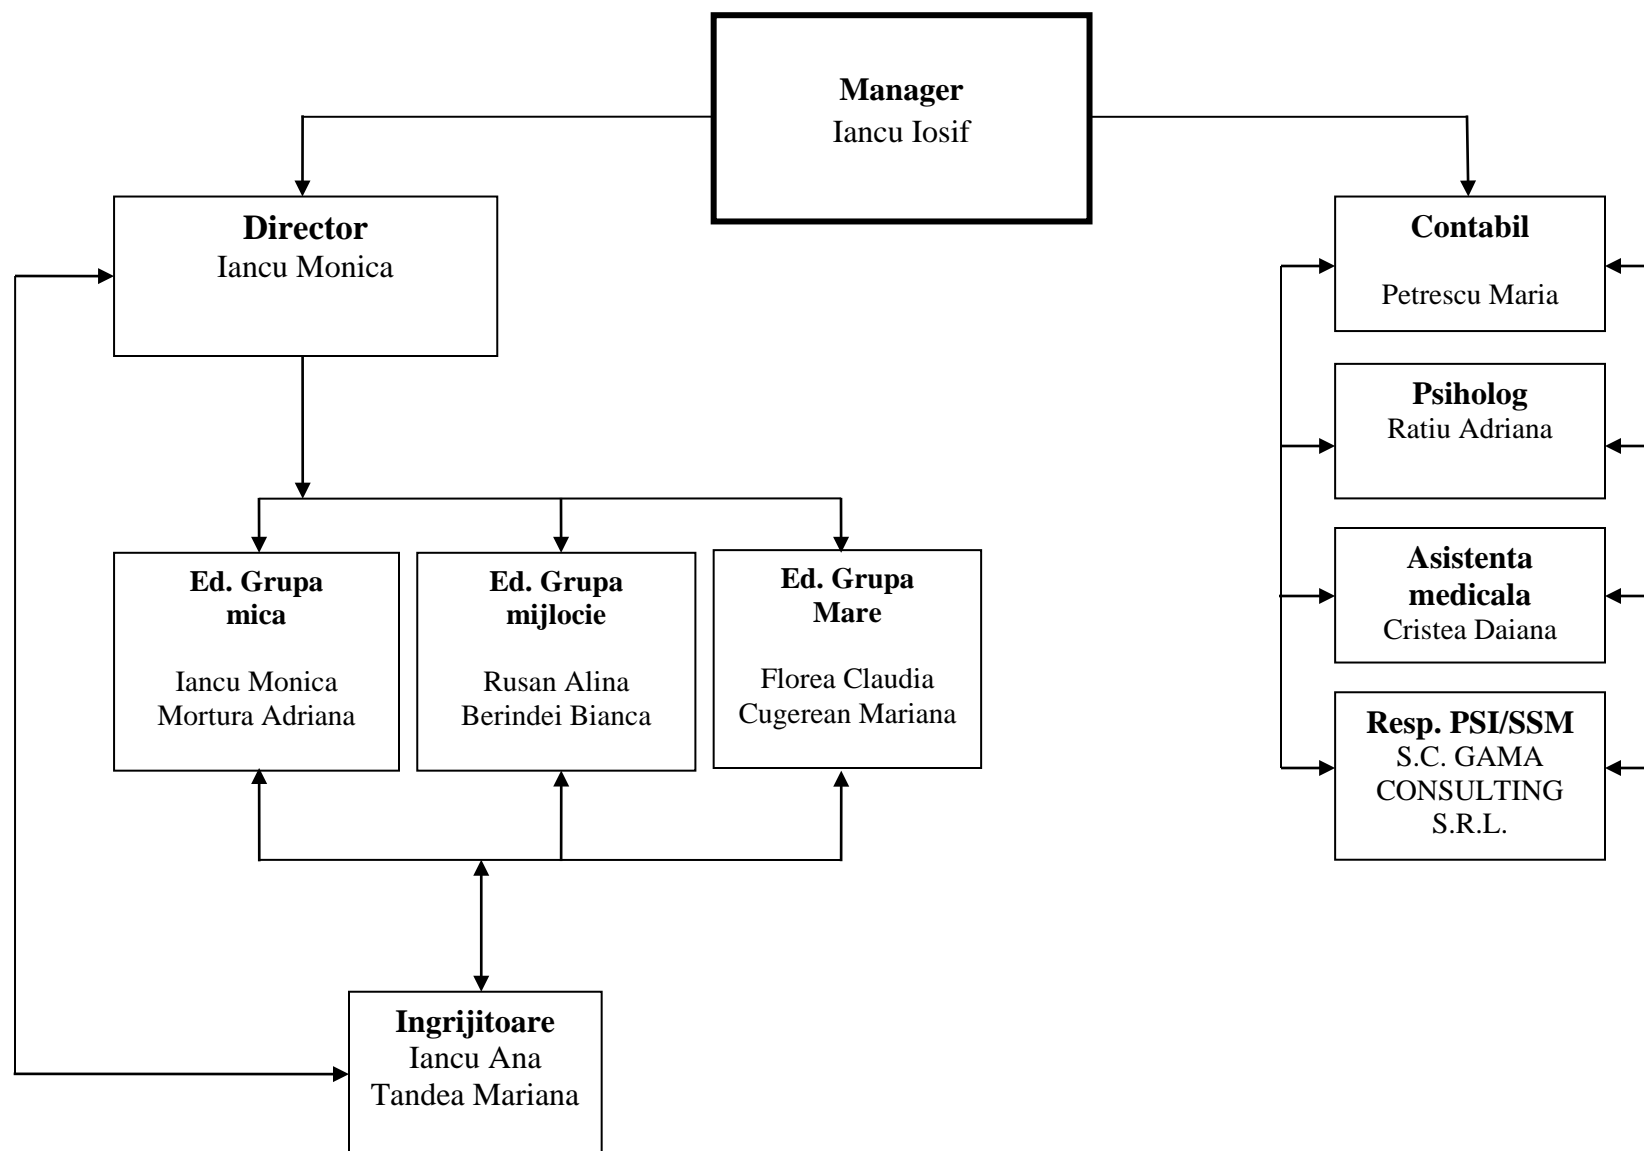 Manager
Iancu Iosif
Director
Iancu Monica
Contabil
Petrescu Maria
Psiholog
Ratiu Adriana
Ed. Grupa
mica
Iancu Monica
Mortura Adriana
Ed. Grupa
mijlocie
Rusan Alina
Berindei Bianca
Ed. Grupa
Mare
Florea Claudia
Cugerean Mariana
Asistenta
medicala
Cristea Daiana
Resp. PSI/SSM
S.C. GAMA
CONSULTING
S.R.L.
Ingrijitoare
Iancu Ana
Tandea Mariana